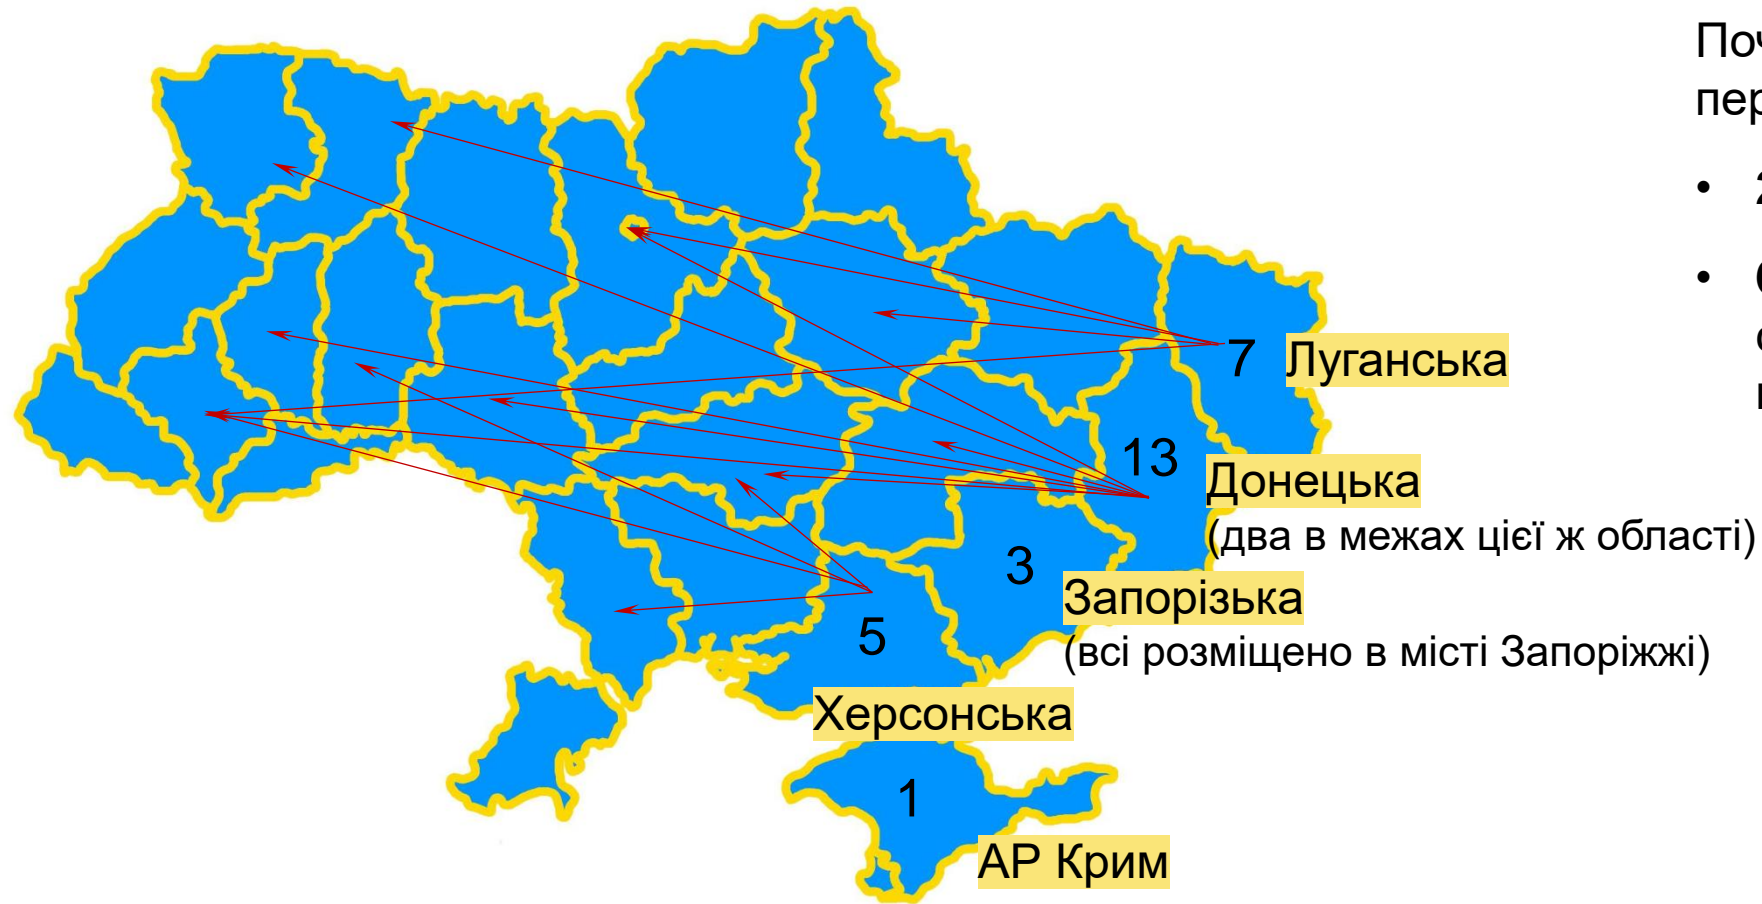 7 Луганська
13 Донецька
(два в межах цієї ж області)
3 Запорізька
(всі розміщено в місті Запоріжжі)
5
Херсонська
1
АР Крим